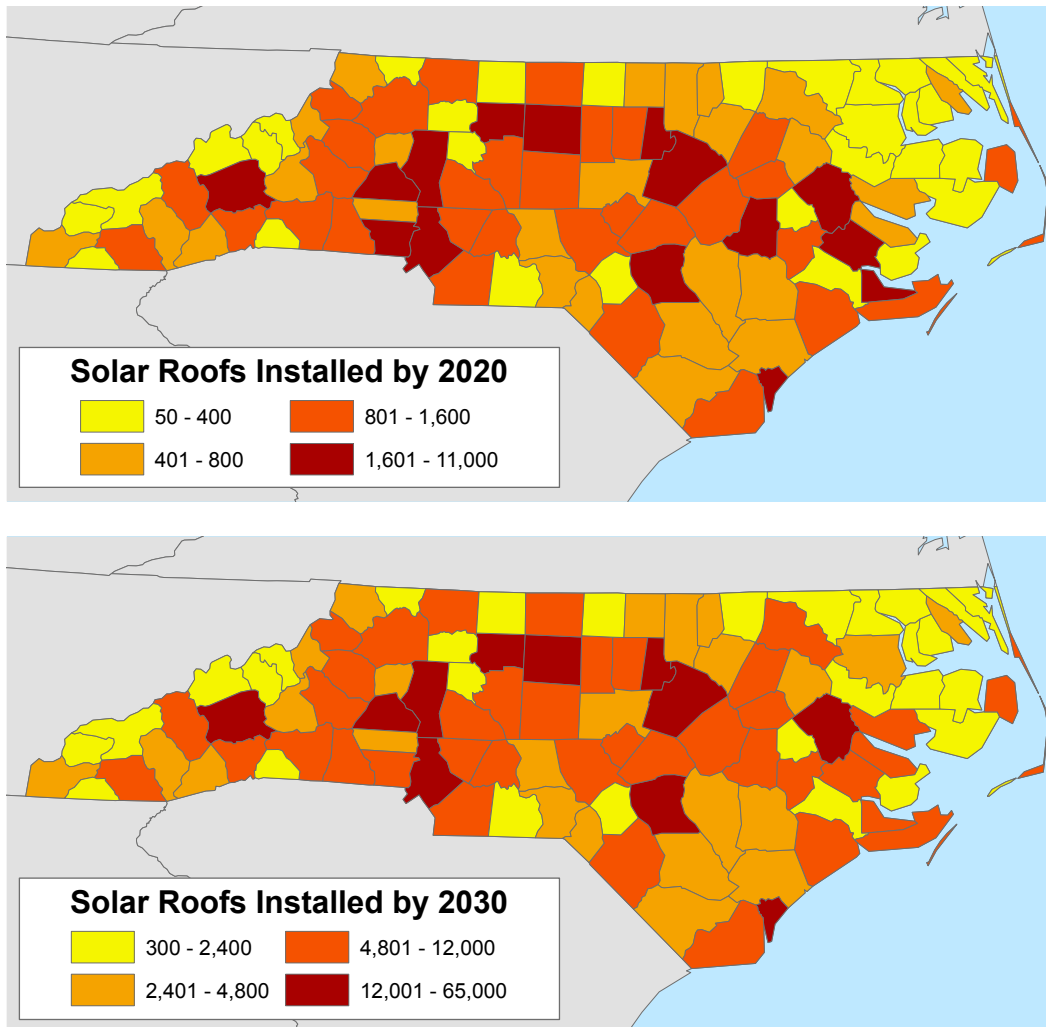 Solar Roofs Installed by 2020
50 - 400
801 - 1,600
401 - 800
1,601 - 11,000
Solar Roofs Installed by 2030
300 - 2,400
4,801 - 12,000
2,401 - 4,800
12,001 - 65,000